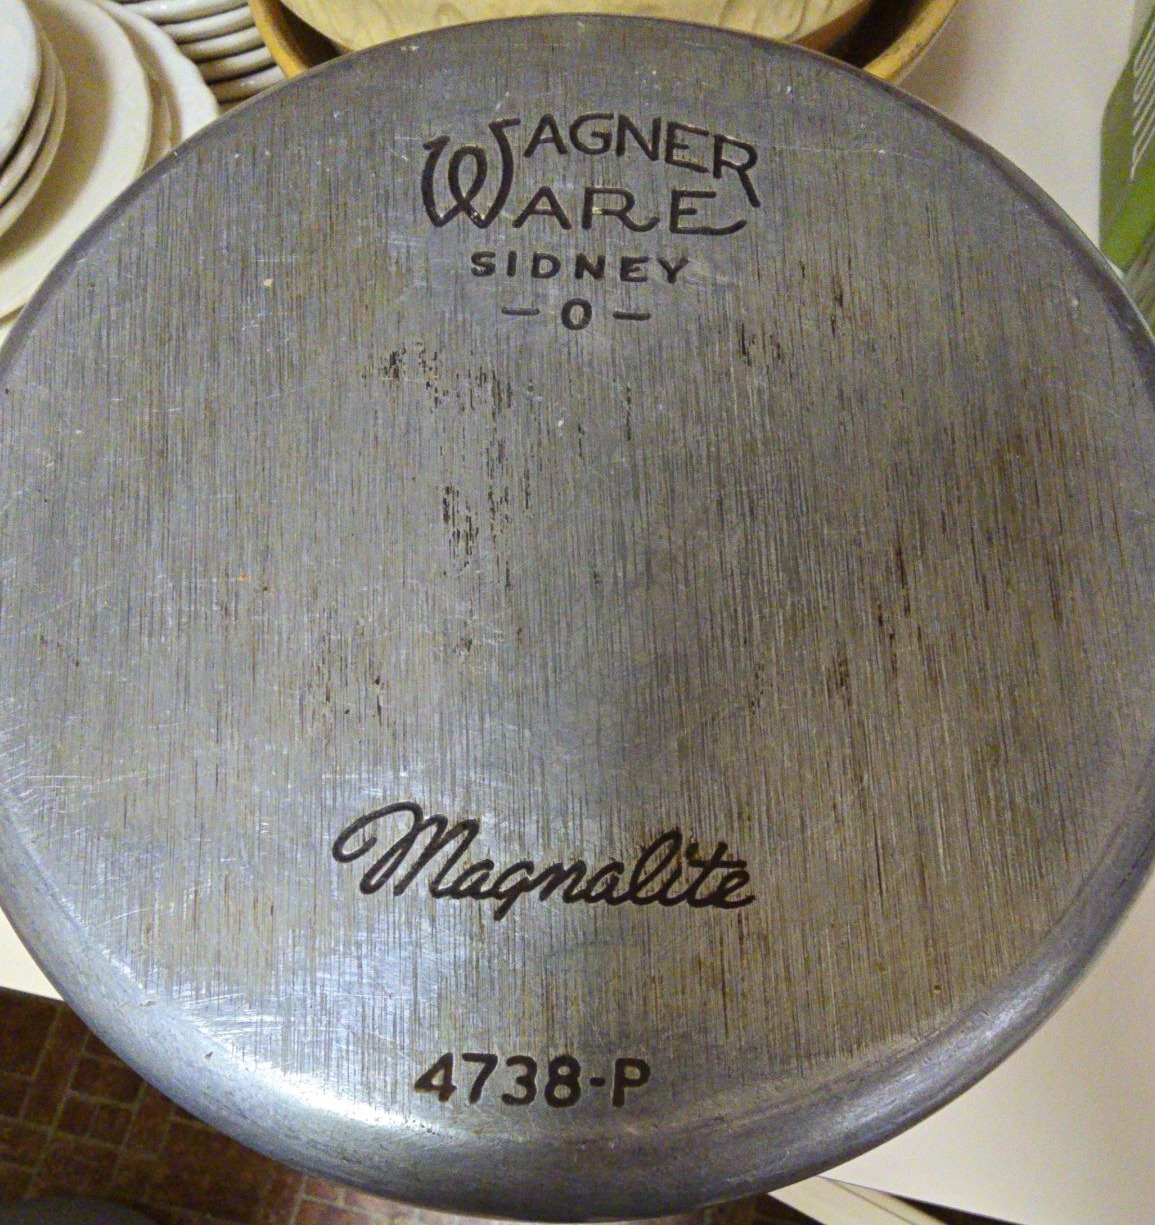 WAGNER
WARE
SIDNEY
-O-
Magnalite
4738-P